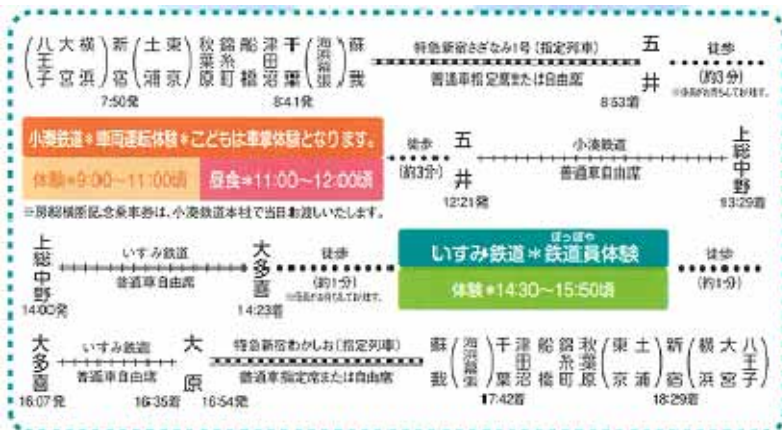 (八王子 大宮 横浜) 新宿 (土浦 東京) 秋葉原 錦糸町 船橋 津田沼 千葉 (海浜幕張) 蘇我 特急新宿さざなみ1号(指定列車) 五井 徒歩
普通車指定席または自由席 (約3分)
7:50発 8:41発 8:53着
小湊鉄道*車両運転体験*こどもは車掌体験となります。
体験*9:00〜11:00頃 昼食*11:00〜12:00頃
徒歩 五井 小湊鉄道 上総中野
(約3分) 普通車自由席
12:21発 13:29着
※房総横断記念乗車券は、小湊鉄道本社で当日お渡しいたします。
上総中野 いすみ鉄道 大多喜 徒歩
普通車自由席 (約1分)
14:00発 14:23着
ぽっぽや
いすみ鉄道*鉄道員体験
体験*14:30〜15:50頃
徒歩
(約1分)
大多喜 いすみ鉄道 大原 特急新宿わかしお(指定列車) 蘇我 (海浜幕張) 千葉 津田沼 船橋 錦糸町 秋葉原 (東京 土浦) 新宿 (横浜 大宮 八王子)
普通車自由席 普通車指定席または自由席
16:07発 16:35着 16:54発 17:42着 18:29着